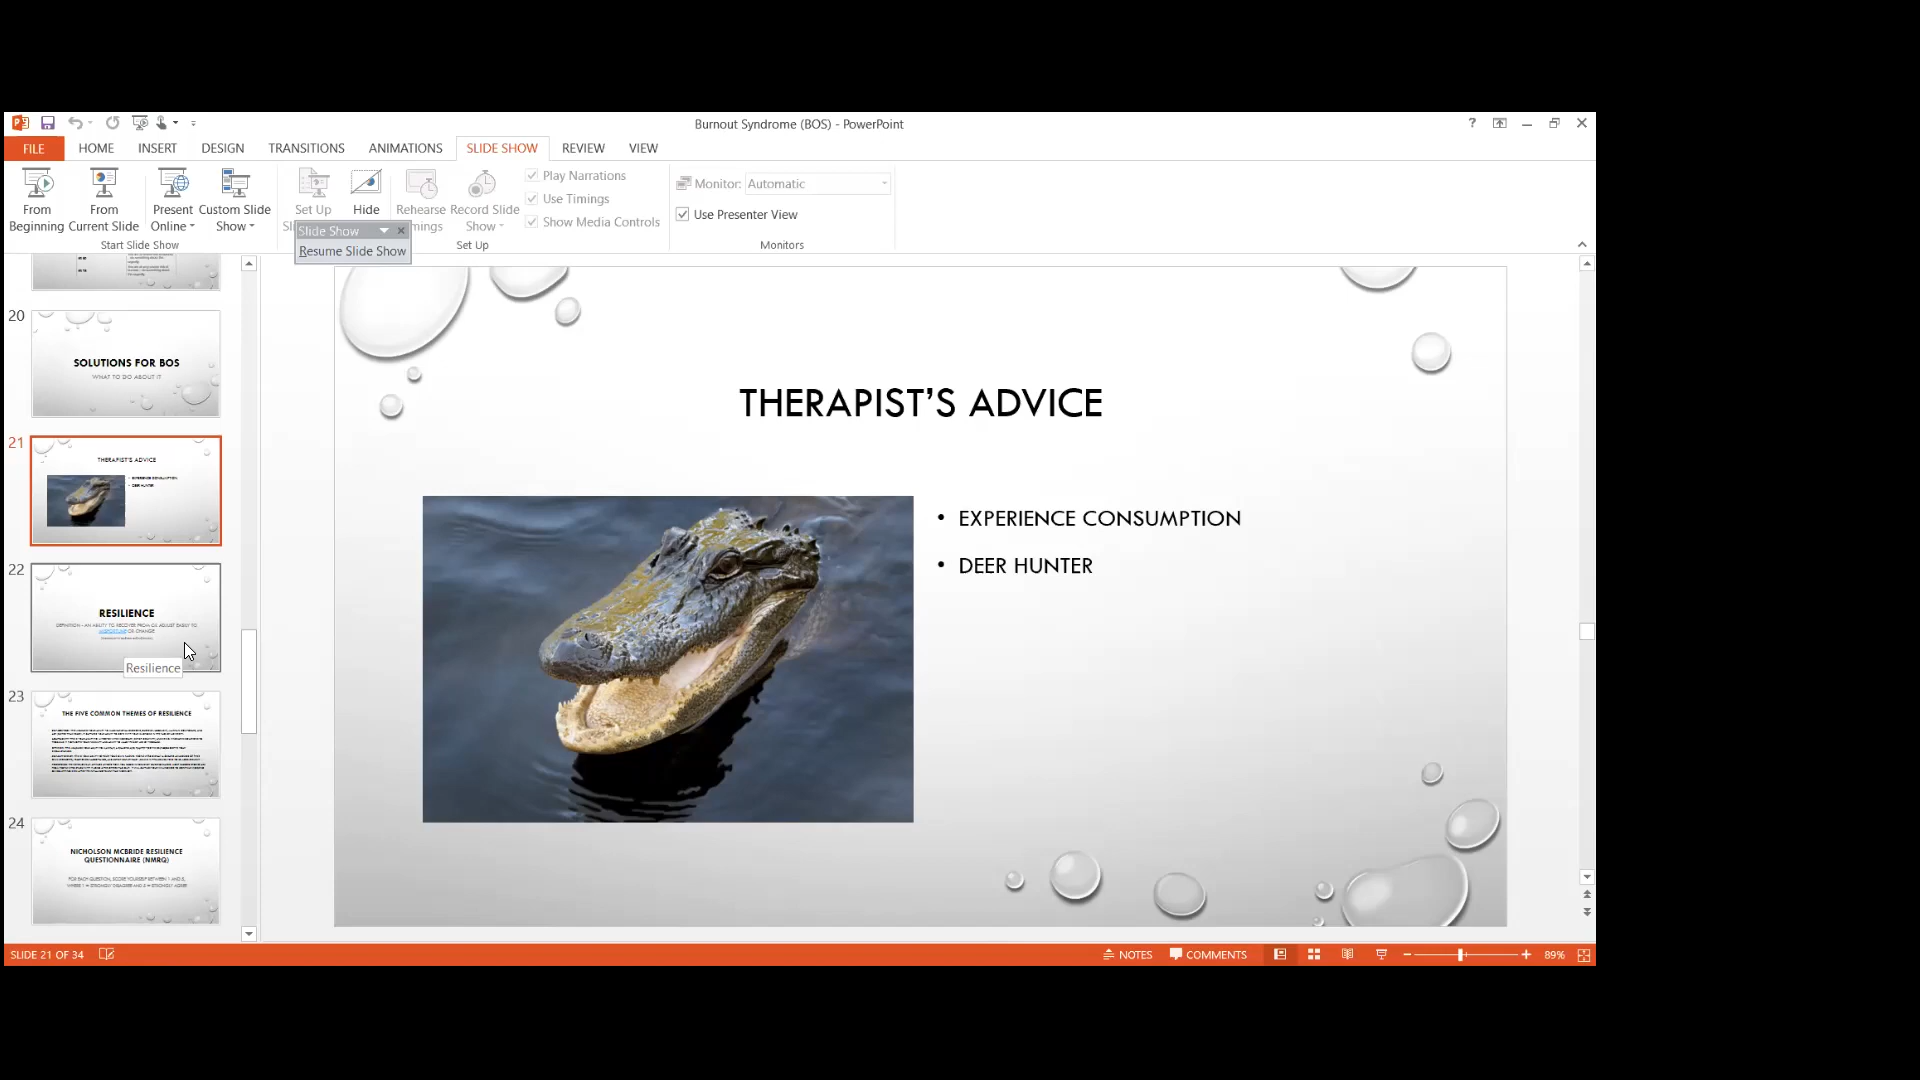 Burnout Syndrome (BOS) - PowerPoint
?
FILE
HOME
INSERT
DESIGN
TRANSITIONS
ANIMATIONS
SLIDE SHOW
REVIEW
VIEW
From Beginning
From Current Slide
Present Online
Custom Slide Show
Start Slide Show
Set Up
Hide
Rehearse
Record Slide Show
Play Narrations
Use Timings
Show Media Controls
Set Up
Monitor: Automatic
Use Presenter View
Monitors
Slide Show
Resume Slide Show
20
SOLUTIONS FOR BOS
WHAT TO DO ABOUT IT
21
THERAPIST'S ADVICE
• EXPERIENCE CONSUMPTION
• DEER HUNTER
22
RESILIENCE
DEFINITION - AN ABILITY TO RECOVER FROM OR ADJUST EASILY TO
MISFORTUNE OR CHANGE
Resilience
23
THE FIVE COMMON THEMES OF RESILIENCE
24
NICHOLSON MCBRIDE RESILIENCE
QUESTIONNAIRE (NMRQ)
FOR EACH QUESTION, SCORE YOURSELF BETWEEN 1 AND 5,
WHERE 1 = STRONGLY DISAGREE AND 5 = STRONGLY AGREE
THERAPIST’S ADVICE
• EXPERIENCE CONSUMPTION
• DEER HUNTER
SLIDE 21 OF 34
NOTES
COMMENTS
89%